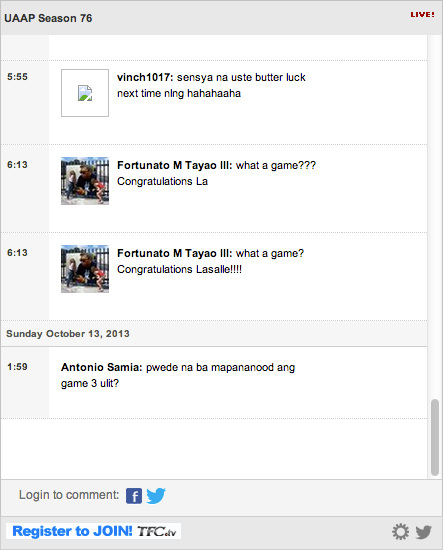 UAAP Season 76
LIVE!
5:55
vinch1017: sensya na uste butter luck
next time nlng hahahaaha
6:13
Fortunato M Tayao III: what a game???
Congratulations La
6:13
Fortunato M Tayao III: what a game?
Congratulations Lasalle!!!!
Sunday October 13, 2013
1:59
Antonio Samia: pwede na ba mapananood ang
game 3 ulit?
Login to comment:
Register to JOIN! TFC.tv